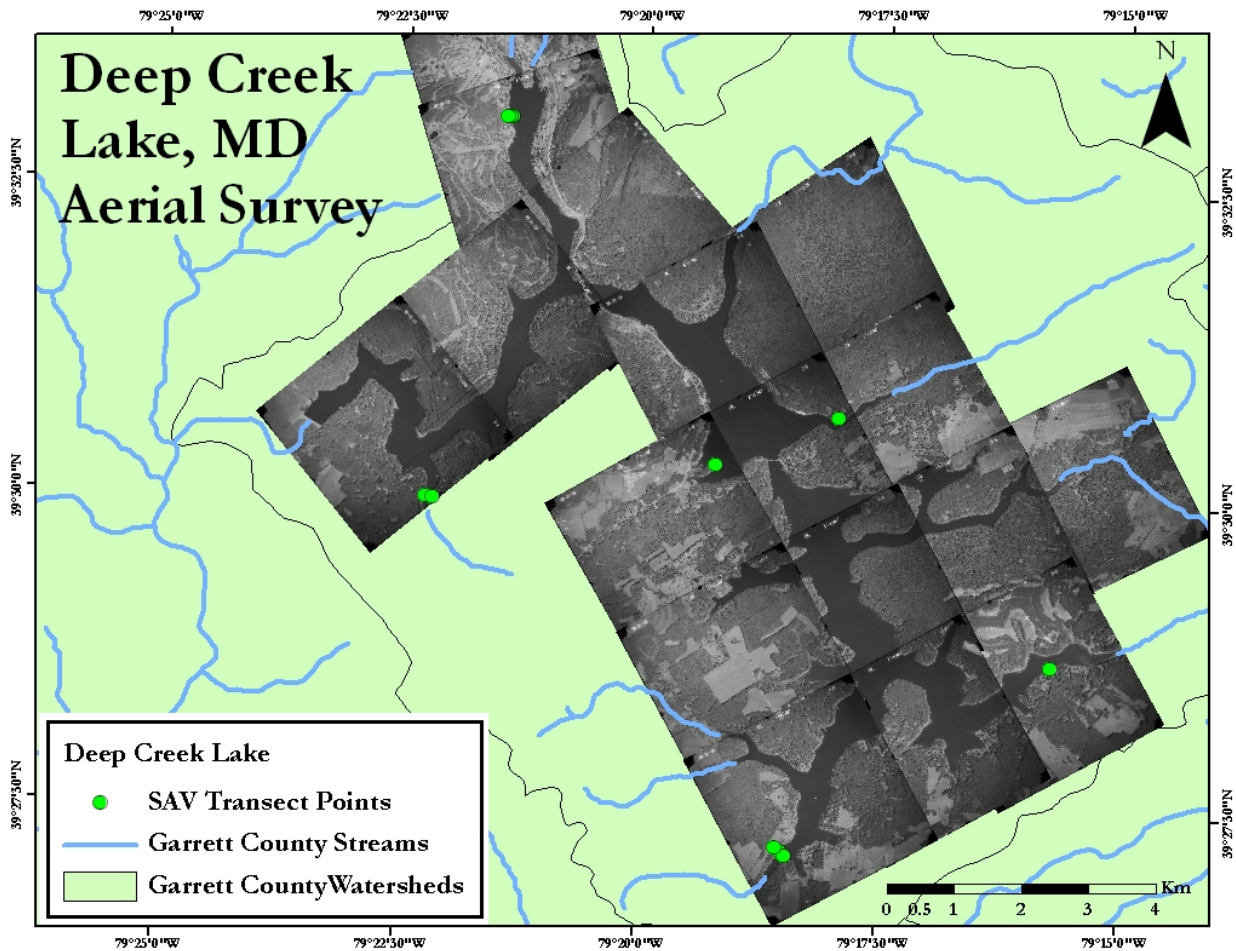 79°25'0"W 79°22'30"W 79°20'0"W 79°17'30"W 79°15'0"W
Deep Creek
Lake, MD
Aerial Survey
N
39°32'30"N
39°32'30"N
39°30'0"N
39°30'0"N
39°27'30"N
39°27'30"N
Deep Creek Lake
SAV Transect Points
Garrett County Streams
Garrett CountyWatersheds
Km
0 0.5 1 2 3 4
79°25'0"W 79°22'30"W 79°20'0"W 79°17'30"W 79°15'0"W